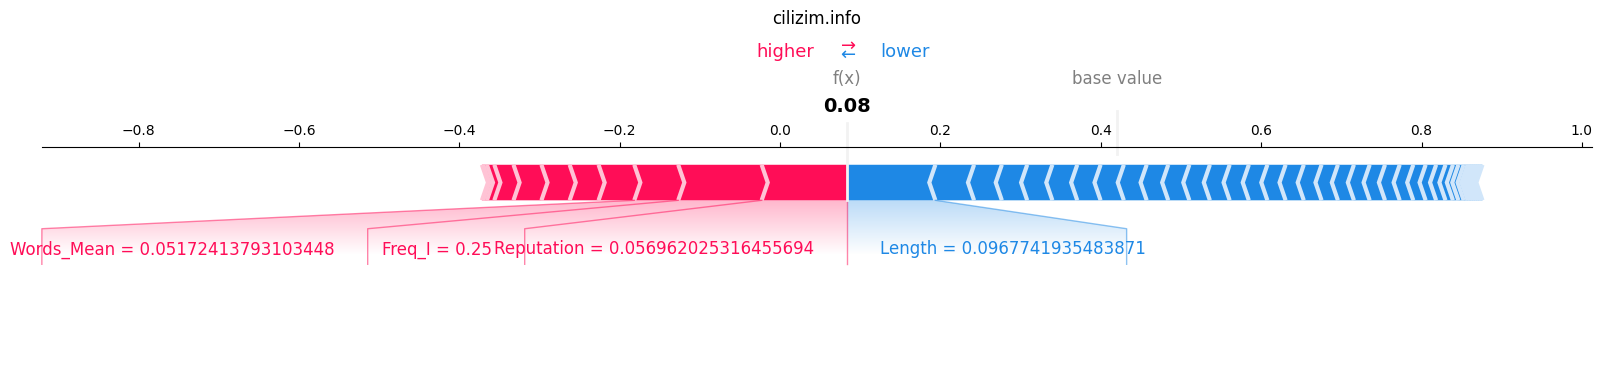 cilizim.info
higher → ← lower
f(x) base value
0.08
−0.8 −0.6 −0.4 −0.2 0.0 0.2 0.4 0.6 0.8 1.0
Words_Mean = 0.05172413793103448 Freq_I = 0.25 Reputation = 0.056962025316455694 Length = 0.0967741935483871